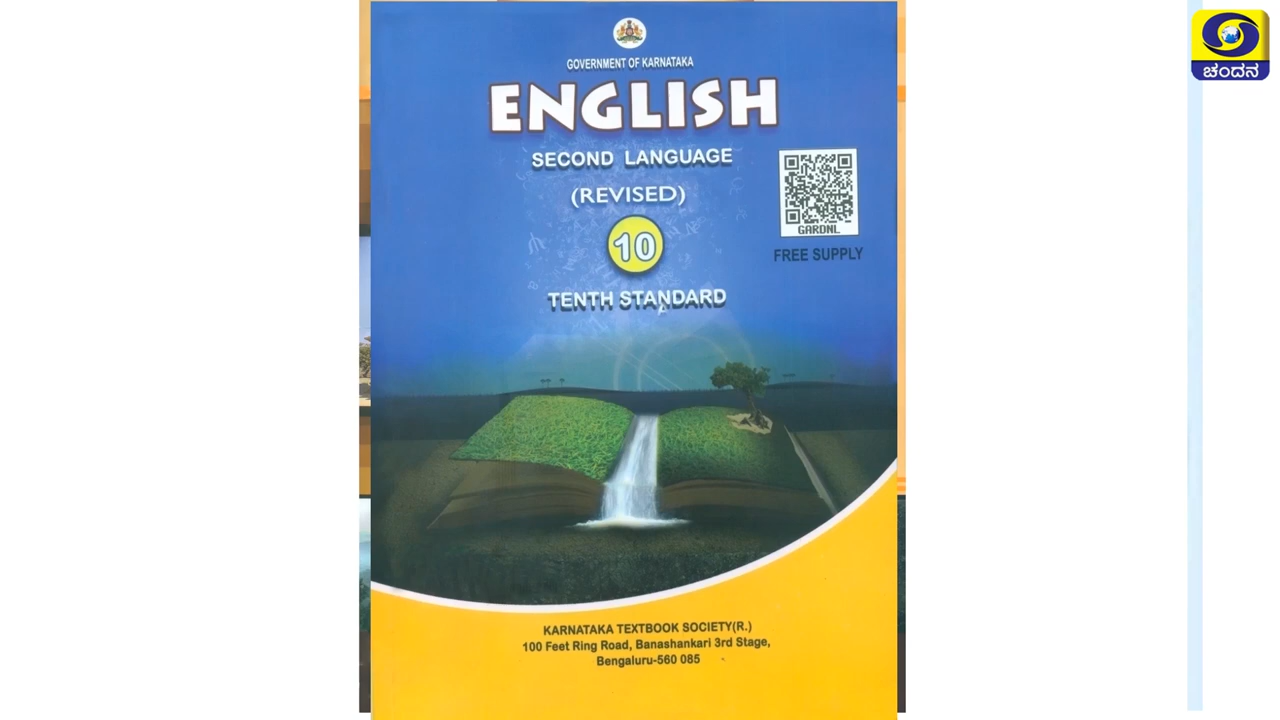 GOVERNMENT OF KARNATAKA
ENGLISH
SECOND LANGUAGE
(REVISED)
10
TENTH STANDARD
GARDNL
FREE SUPPLY
KARNATAKA TEXTBOOK SOCIETY(R.)
100 Feet Ring Road, Banashankari 3rd Stage,
Bengaluru-560 085
ಚಂದನ